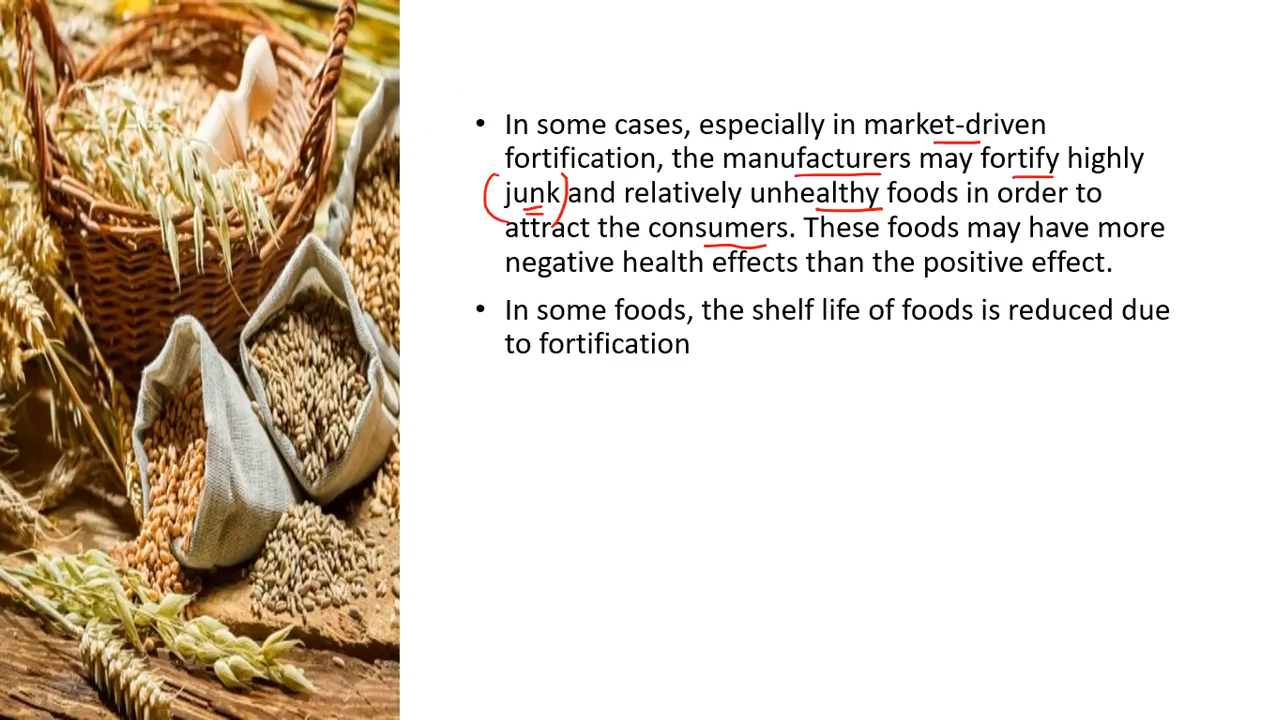 • In some cases, especially in market-driven
fortification, the manufacturers may fortify highly
junk and relatively unhealthy foods in order to
attract the consumers. These foods may have more
negative health effects than the positive effect.
• In some foods, the shelf life of foods is reduced due
to fortification